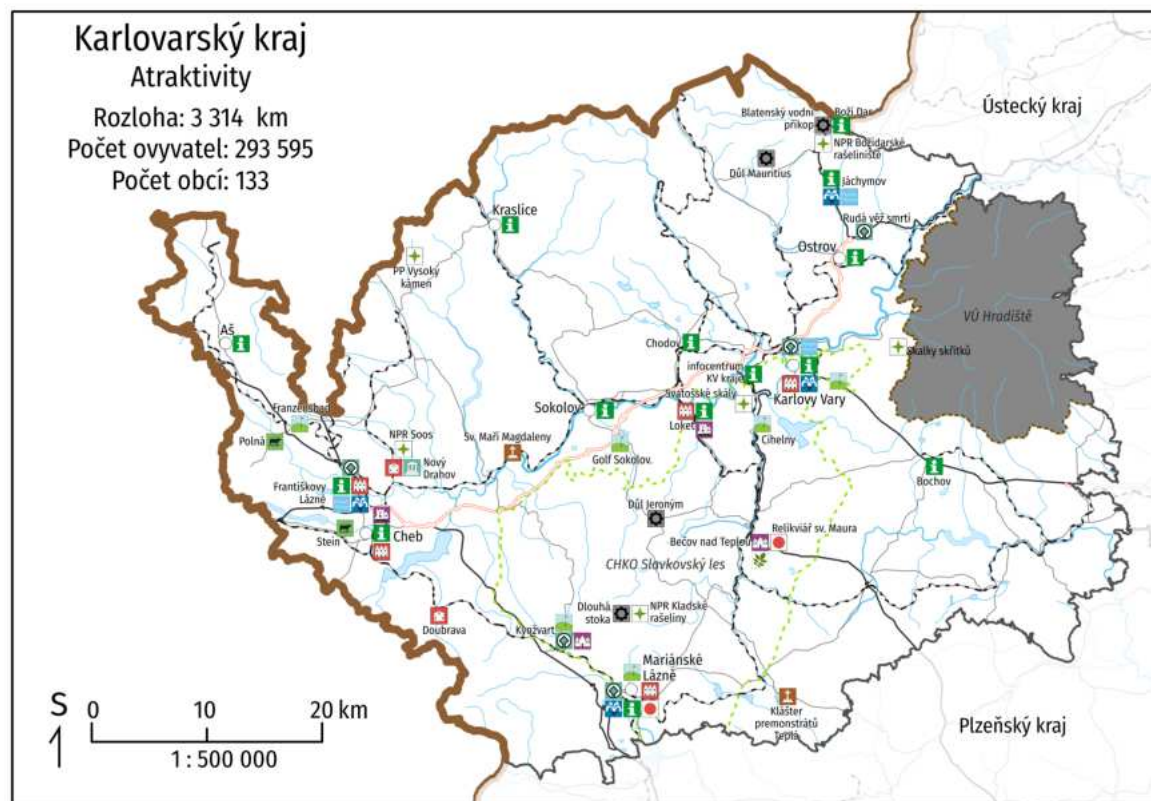 Karlovarský kraj
Atraktivity
Rozloha: 3 314 km
Počet ovyvatel: 293 595
Počet obcí: 133
Ústecký kraj
Blatenský vodní
příkop
Boží Dar
NPR Božídarské
rašeliniště
Důl Mauritius
Jáchymov
Rudá věž smrti
Kraslice
Ostrov
PP Vysoký
kámen
VÚ Hradiště
Aš
Chodov
Skalky skřítků
infocentrum
KV kraje
Karlovy Vary
Svatošské skály
Sokolov
Loket
Franzensbad
Polná
NPR Soos
Sv. Maří Magdaleny
Golf Sokolov.
Cihelny
Nový
Drahov
Františkovy
Lázně
Bochov
Důl Jeroným
Relikviář sv. Maura
Stein
Cheb
Bečov nad Teplou
CHKO Slavkovský les
Dlouhá
stoka
NPR Kladské
rašeliny
Doubrava
Kynžvart
Mariánské
Lázně
Klášter
premonstrátů
Teplá
Plzeňský kraj
S
0 10 20 km
1 : 500 000